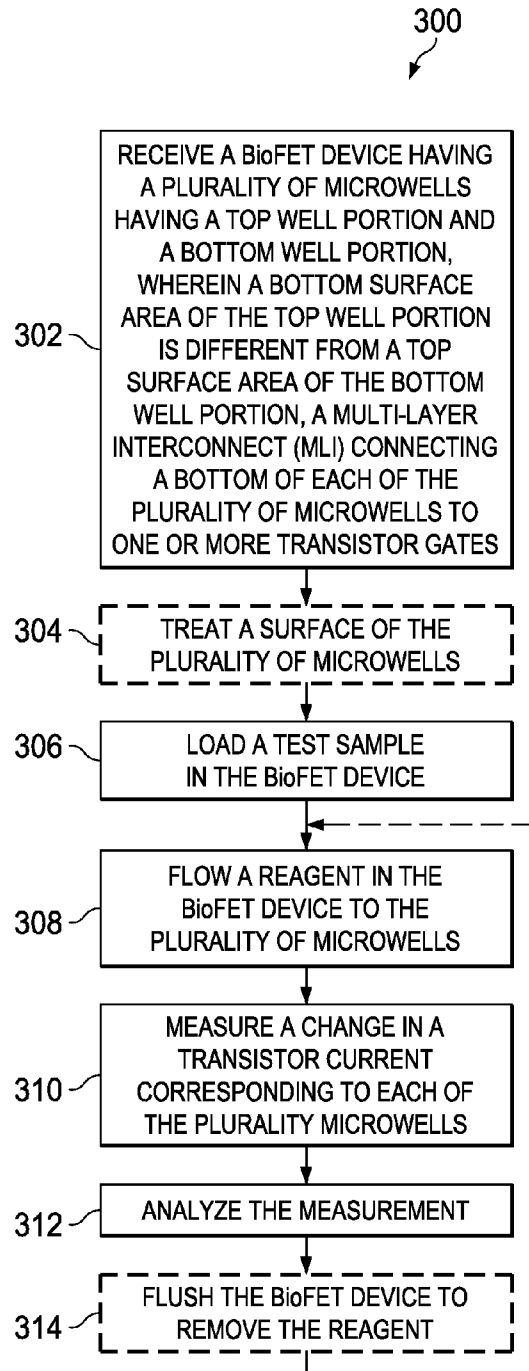 300
302
RECEIVE A BioFET DEVICE HAVING
A PLURALITY OF MICROWELLS
HAVING A TOP WELL PORTION AND
A BOTTOM WELL PORTION,
WHEREIN A BOTTOM SURFACE
AREA OF THE TOP WELL PORTION
IS DIFFERENT FROM A TOP
SURFACE AREA OF THE BOTTOM
WELL PORTION, A MULTI-LAYER
INTERCONNECT (MLI) CONNECTING
A BOTTOM OF EACH OF THE
PLURALITY OF MICROWELLS TO
ONE OR MORE TRANSISTOR GATES
304
TREAT A SURFACE OF THE
PLURALITY OF MICROWELLS
306
LOAD A TEST SAMPLE
IN THE BioFET DEVICE
308
FLOW A REAGENT IN THE
BioFET DEVICE TO THE
PLURALITY OF MICROWELLS
310
MEASURE A CHANGE IN A
TRANSISTOR CURRENT
CORRESPONDING TO EACH OF
THE PLURALITY MICROWELLS
312
ANALYZE THE MEASUREMENT
314
FLUSH THE BioFET DEVICE TO
REMOVE THE REAGENT